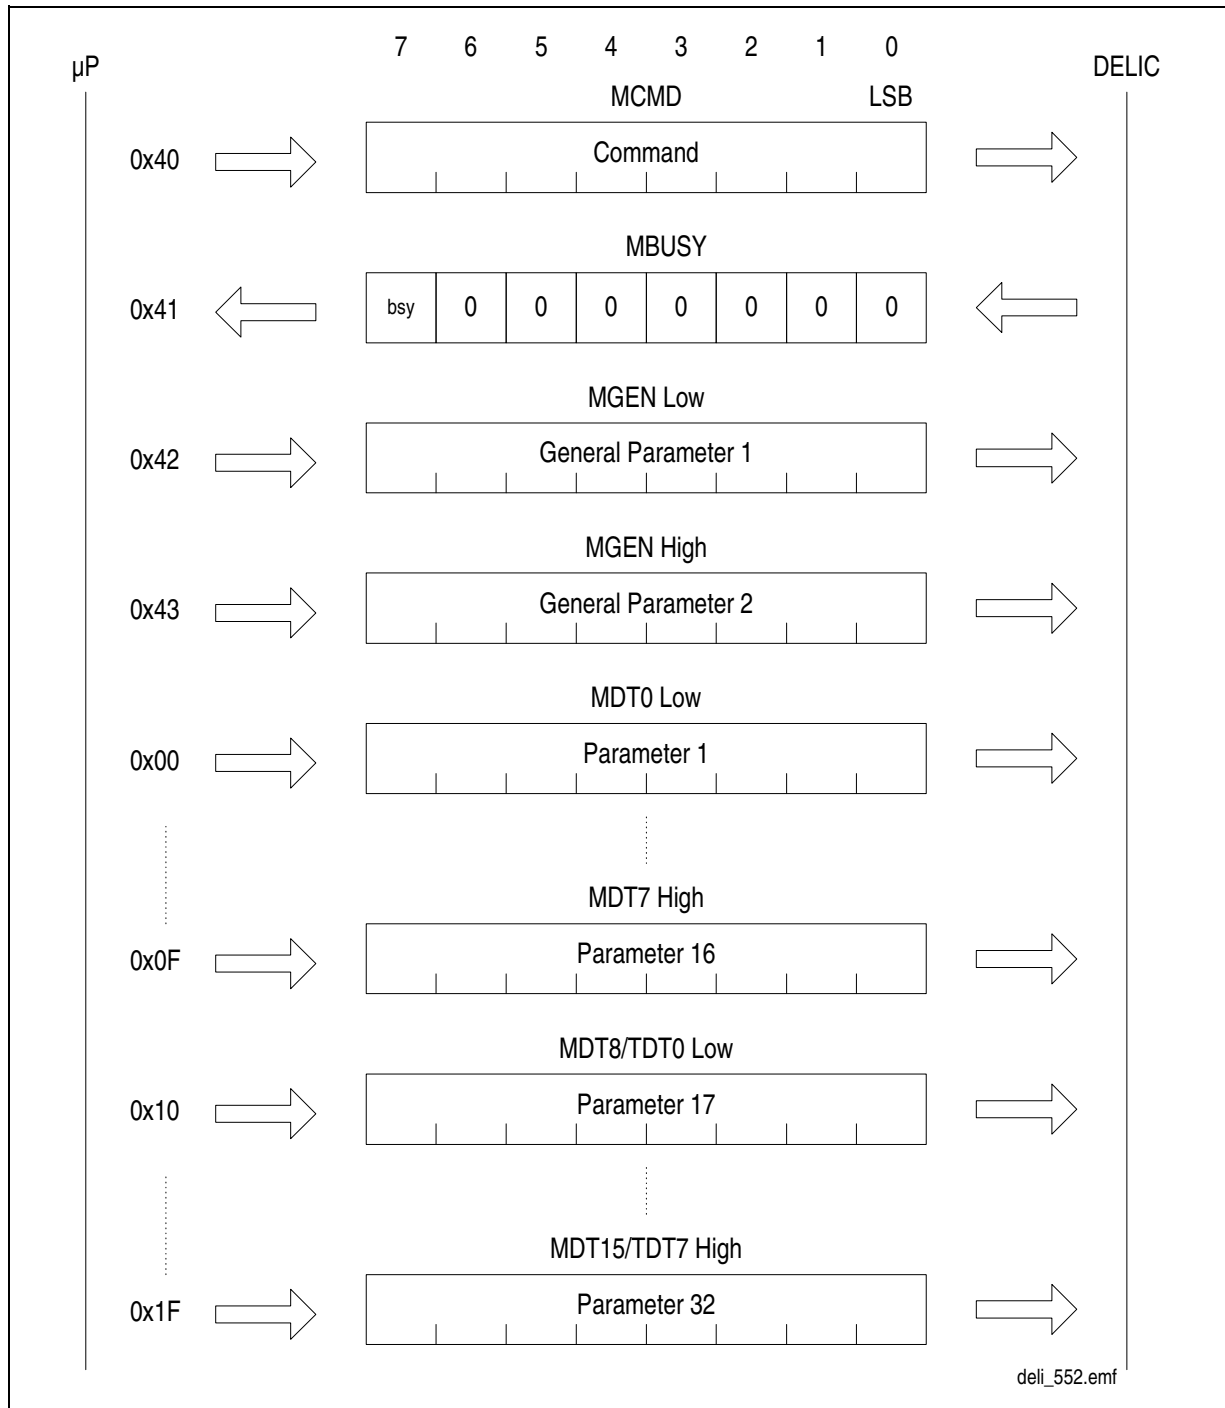 7 6 5 4 3 2 1 0
µP DELIC
MCMD LSB
0x40 Command
MBUSY
0x41 bsy 0 0 0 0 0 0 0
MGEN Low
0x42 General Parameter 1
MGEN High
0x43 General Parameter 2
MDT0 Low
0x00 Parameter 1
MDT7 High
0x0F Parameter 16
MDT8/TDT0 Low
0x10 Parameter 17
MDT15/TDT7 High
0x1F Parameter 32
deli_552.emf